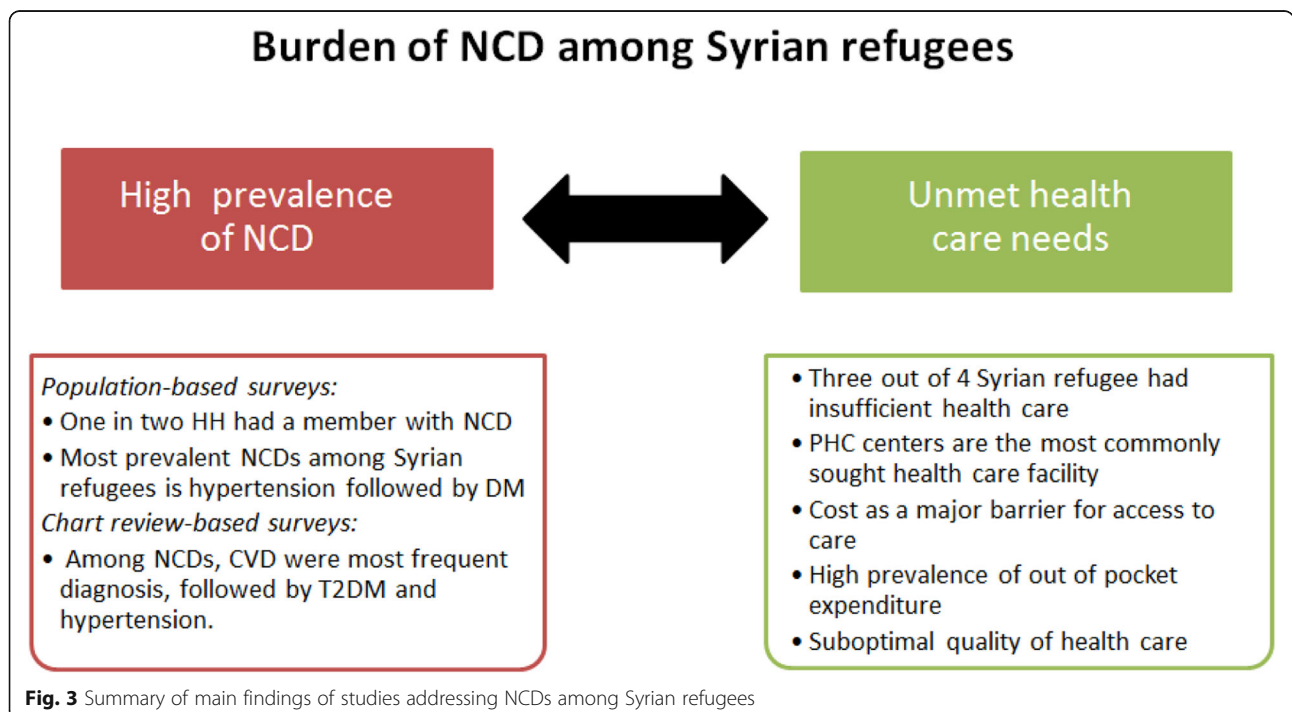 Burden of NCD among Syrian refugees
High prevalence
of NCD
Unmet health
care needs
Population-based surveys:
• One in two HH had a member with NCD
• Most prevalent NCDs among Syrian
refugees is hypertension followed by DM
Chart review-based surveys:
• Among NCDs, CVD were most frequent
diagnosis, followed by T2DM and
hypertension.
• Three out of 4 Syrian refugee had
insufficient health care
• PHC centers are the most commonly
sought health care facility
• Cost as a major barrier for access to
care
• High prevalence of out of pocket
expenditure
• Suboptimal quality of health care
Fig. 3 Summary of main findings of studies addressing NCDs among Syrian refugees